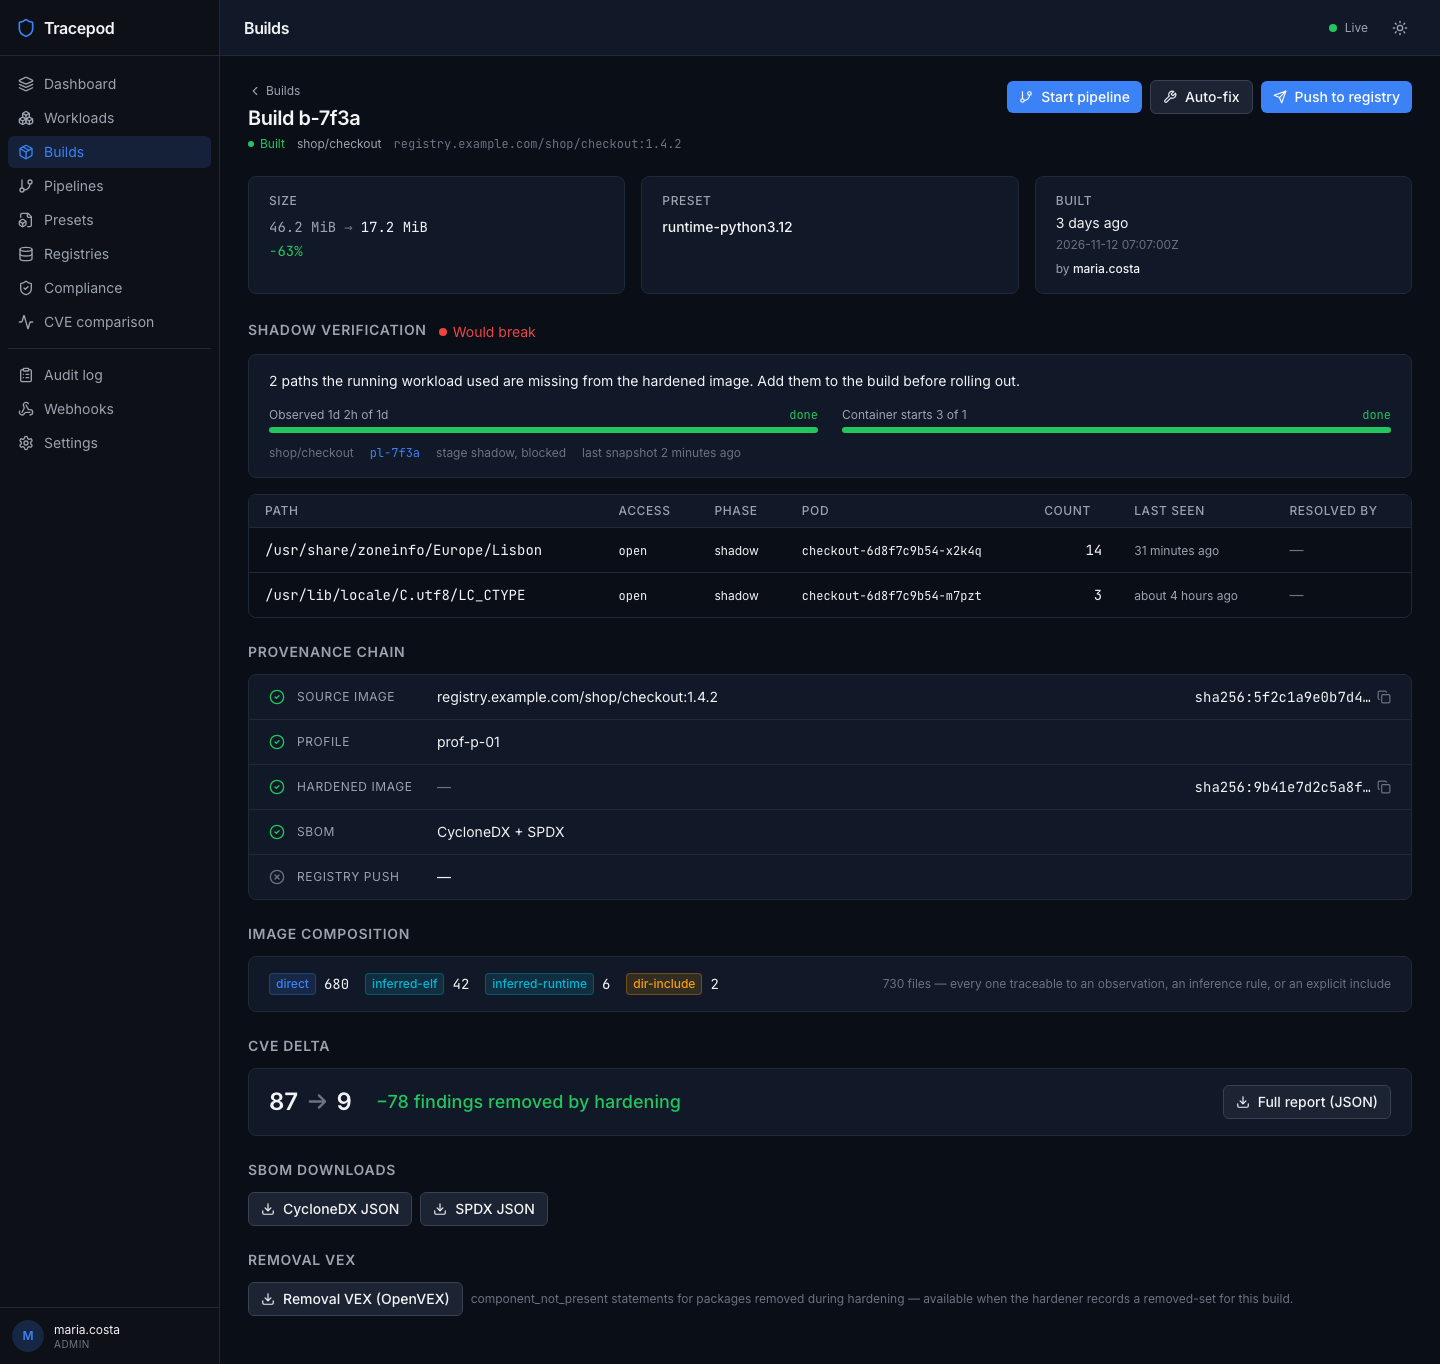 Tracepod
Builds
Live
Dashboard
Workloads
Builds
Pipelines
Presets
Registries
Compliance
CVE comparison
Audit log
Webhooks
Settings
maria.costa
ADMIN
M
Builds
Build b-7f3a
Built shop/checkout registry.example.com/shop/checkout:1.4.2
Start pipeline
Auto-fix
Push to registry
SIZE
46.2 MiB → 17.2 MiB
-63%
PRESET
runtime-python3.12
BUILT
3 days ago
2026-11-12 07:07:00Z
by maria.costa
SHADOW VERIFICATION Would break
2 paths the running workload used are missing from the hardened image. Add them to the build before rolling out.
Observed 1d 2h of 1d done
Container starts 3 of 1 done
shop/checkout pl-7f3a stage shadow, blocked last snapshot 2 minutes ago
PATH ACCESS PHASE POD COUNT LAST SEEN RESOLVED BY
/usr/share/zoneinfo/Europe/Lisbon open shadow checkout-6d8f7c9b54-x2k4q 14 31 minutes ago —
/usr/lib/locale/C.utf8/LC_CTYPE open shadow checkout-6d8f7c9b54-m7pzt 3 about 4 hours ago —
PROVENANCE CHAIN
SOURCE IMAGE registry.example.com/shop/checkout:1.4.2 sha256:5f2c1a9e0b7d4…
PROFILE prof-p-01
HARDENED IMAGE — sha256:9b41e7d2c5a8f…
SBOM CycloneDX + SPDX
REGISTRY PUSH —
IMAGE COMPOSITION
direct 680 inferred-elf 42 inferred-runtime 6 dir-include 2 730 files — every one traceable to an observation, an inference rule, or an explicit include
CVE DELTA
87 → 9 −78 findings removed by hardening
Full report (JSON)
SBOM DOWNLOADS
CycloneDX JSON
SPDX JSON
REMOVAL VEX
Removal VEX (OpenVEX) component_not_present statements for packages removed during hardening — available when the hardener records a removed-set for this build.